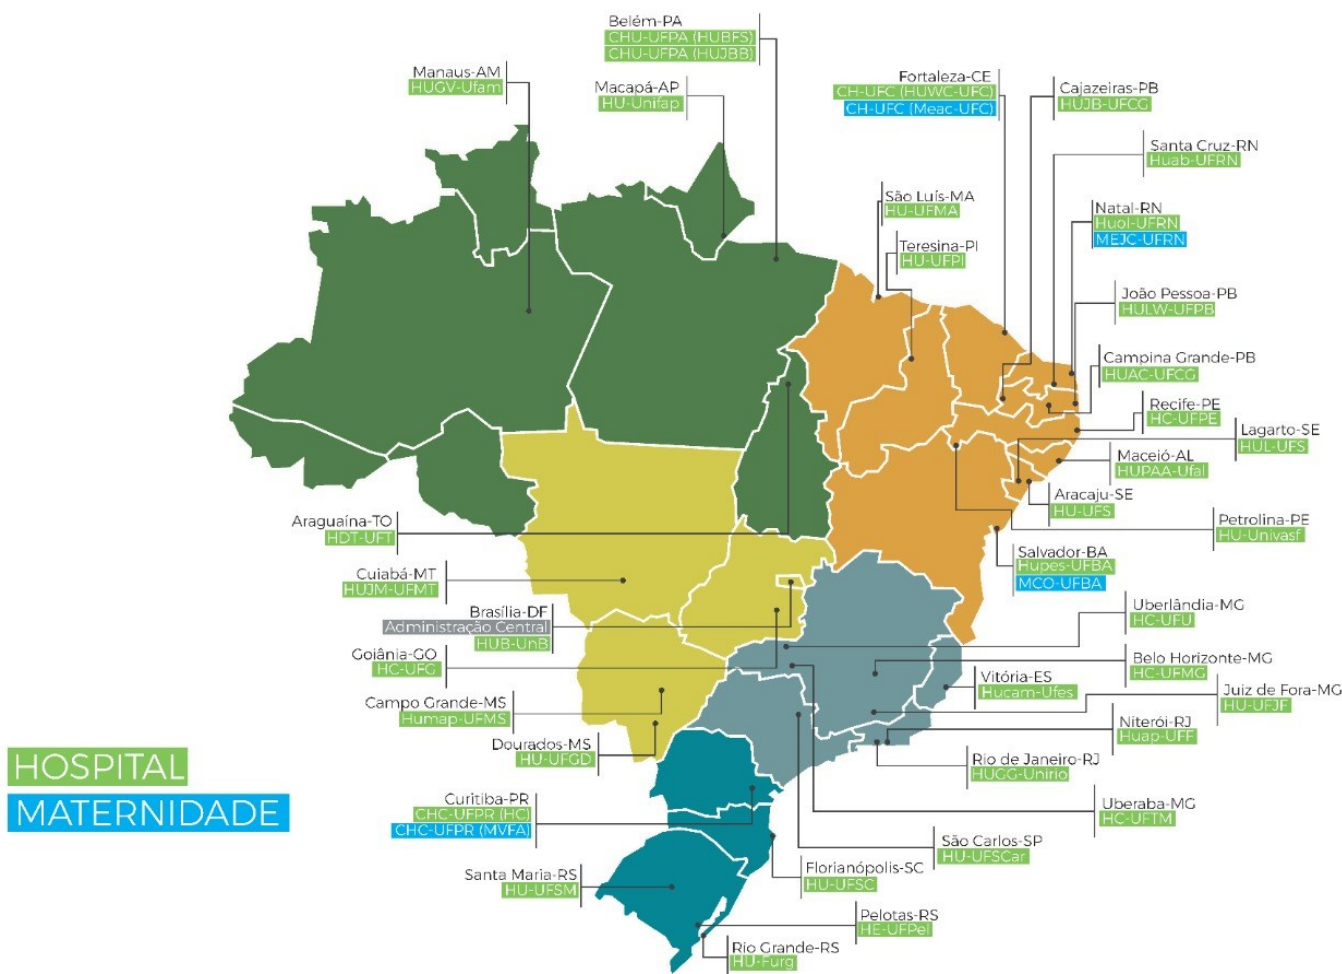 Belém-PA
CHU-UFPA (HUBFS)
CHU-UFPA (HUJBB)
Manaus-AM
HUGV-Ufam
Macapá-AP
HU-Unifap
Fortaleza-CE
CH-UFC (HUWC-UFC)
CH-UFC (Meac-UFC)
Cajazeiras-PB
HUJB-UFCG
Santa Cruz-RN
Huab-UFRN
São Luís-MA
HU-UFMA
Natal-RN
Huol-UFRN
MEJC-UFRN
Teresina-PI
HU-UFPI
João Pessoa-PB
HULW-UFPB
Campina Grande-PB
HUAC-UFCG
Recife-PE
HC-UFPE
Lagarto-SE
HUL-UFS
Maceió-AL
HUPAA-Ufal
Aracaju-SE
HU-UFS
Petrolina-PE
HU-Univasf
Araguaína-TO
HDT-UFT
Salvador-BA
Hupes-UFBA
MCO-UFBA
Cuiabá-MT
HUJM-UFMT
Brasília-DF
Administração Central
HUB-UnB
Uberlândia-MG
HC-UFU
Goiânia-GO
HC-UFG
Belo Horizonte-MG
HC-UFMG
Vitória-ES
Hucam-Ufes
Juiz de Fora-MG
HU-UFJF
Campo Grande-MS
Humap-UFMS
Niterói-RJ
Huap-UFF
Dourados-MS
HU-UFGD
Rio de Janeiro-RJ
HUGG-Unirio
HOSPITAL
MATERNIDADE
Curitiba-PR
CHC-UFPR (HC)
CHC-UFPR (MVFA)
Uberaba-MG
HC-UFTM
São Carlos-SP
HU-UFSCar
Florianópolis-SC
HU-UFSC
Santa Maria-RS
HU-UFSM
Pelotas-RS
HE-UFPel
Rio Grande-RS
HU-Furg